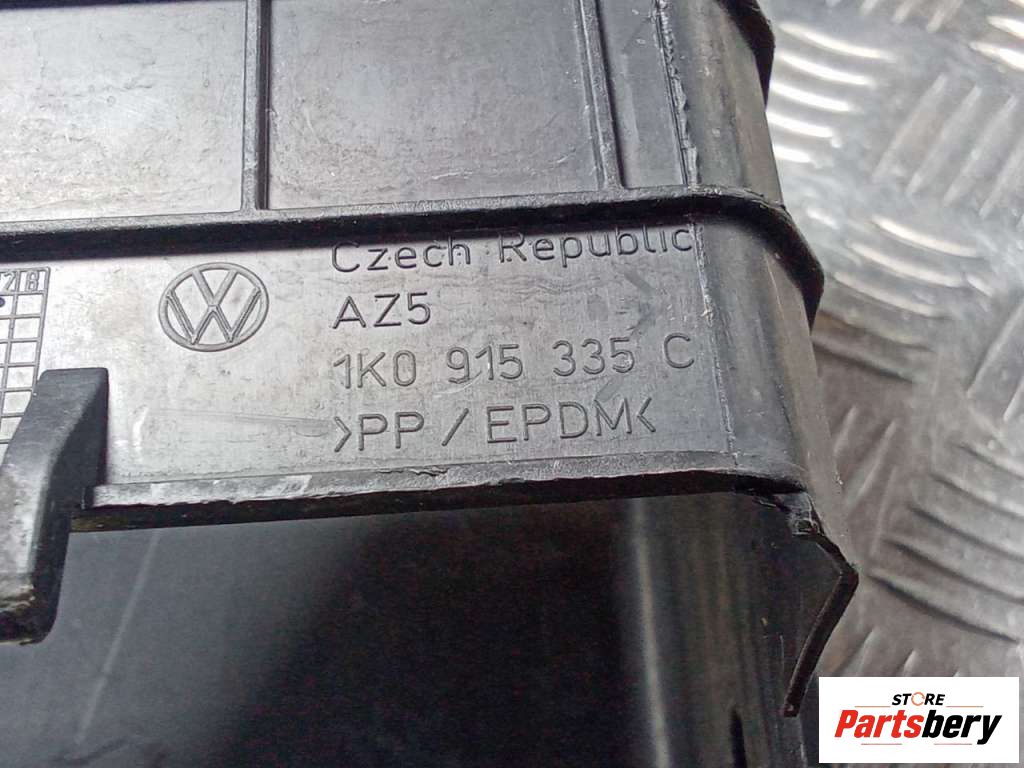 Czech Republic
AZ5
1K0 915 335 C
>PP/EPDM<
STORE
Partsbery